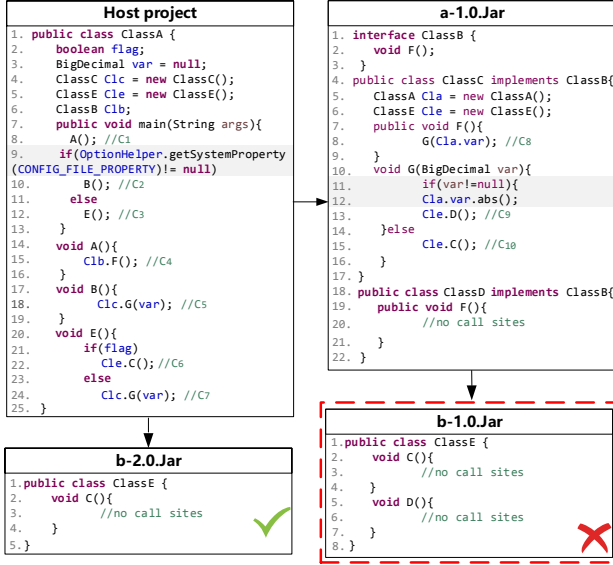 Host project
1. public class ClassA {
2. boolean flag;
3. BigDecimal var = null;
4. ClassC Clc = new ClassC();
5. ClassE Cle = new ClassE();
6. ClassB Clb;
7. public void main(String args){
8. A(); //C1
9. if(OptionHelper.getSystemProperty
(CONFIG_FILE_PROPERTY)!= null)
10. B(); //C2
11. else
12. E(); //C3
13. }
14. void A(){
15. Clb.F(); //C4
16. }
17. void B(){
18. Clc.G(var); //C5
19. }
20. void E(){
21. if(flag)
22. Cle.C(); //C6
23. else
24. Clc.G(var); //C7
25. }
a-1.0.Jar
1. interface ClassB {
2. void F();
3. }
4. public class ClassC implements ClassB{
5. ClassA Cla = new ClassA();
6. ClassE Cle = new ClassE();
7. public void F(){
8. G(Cla.var); //C8
9. }
10. void G(BigDecimal var){
11. if(var!=null){
12. Cla.var.abs();
13. Cle.D(); //C9
14. }else
15. Cle.C(); //C10
16. }
17. }
18. public class ClassD implements ClassB{
19. public void F(){
20. //no call sites
21. }
22. }
b-2.0.Jar
1.public class ClassE {
2. void C(){
3. //no call sites
4. }
5.}
b-1.0.Jar
1.public class ClassE {
2. void C(){
3. //no call sites
4. }
5. void D(){
6. //no call sites
7. }
8. }